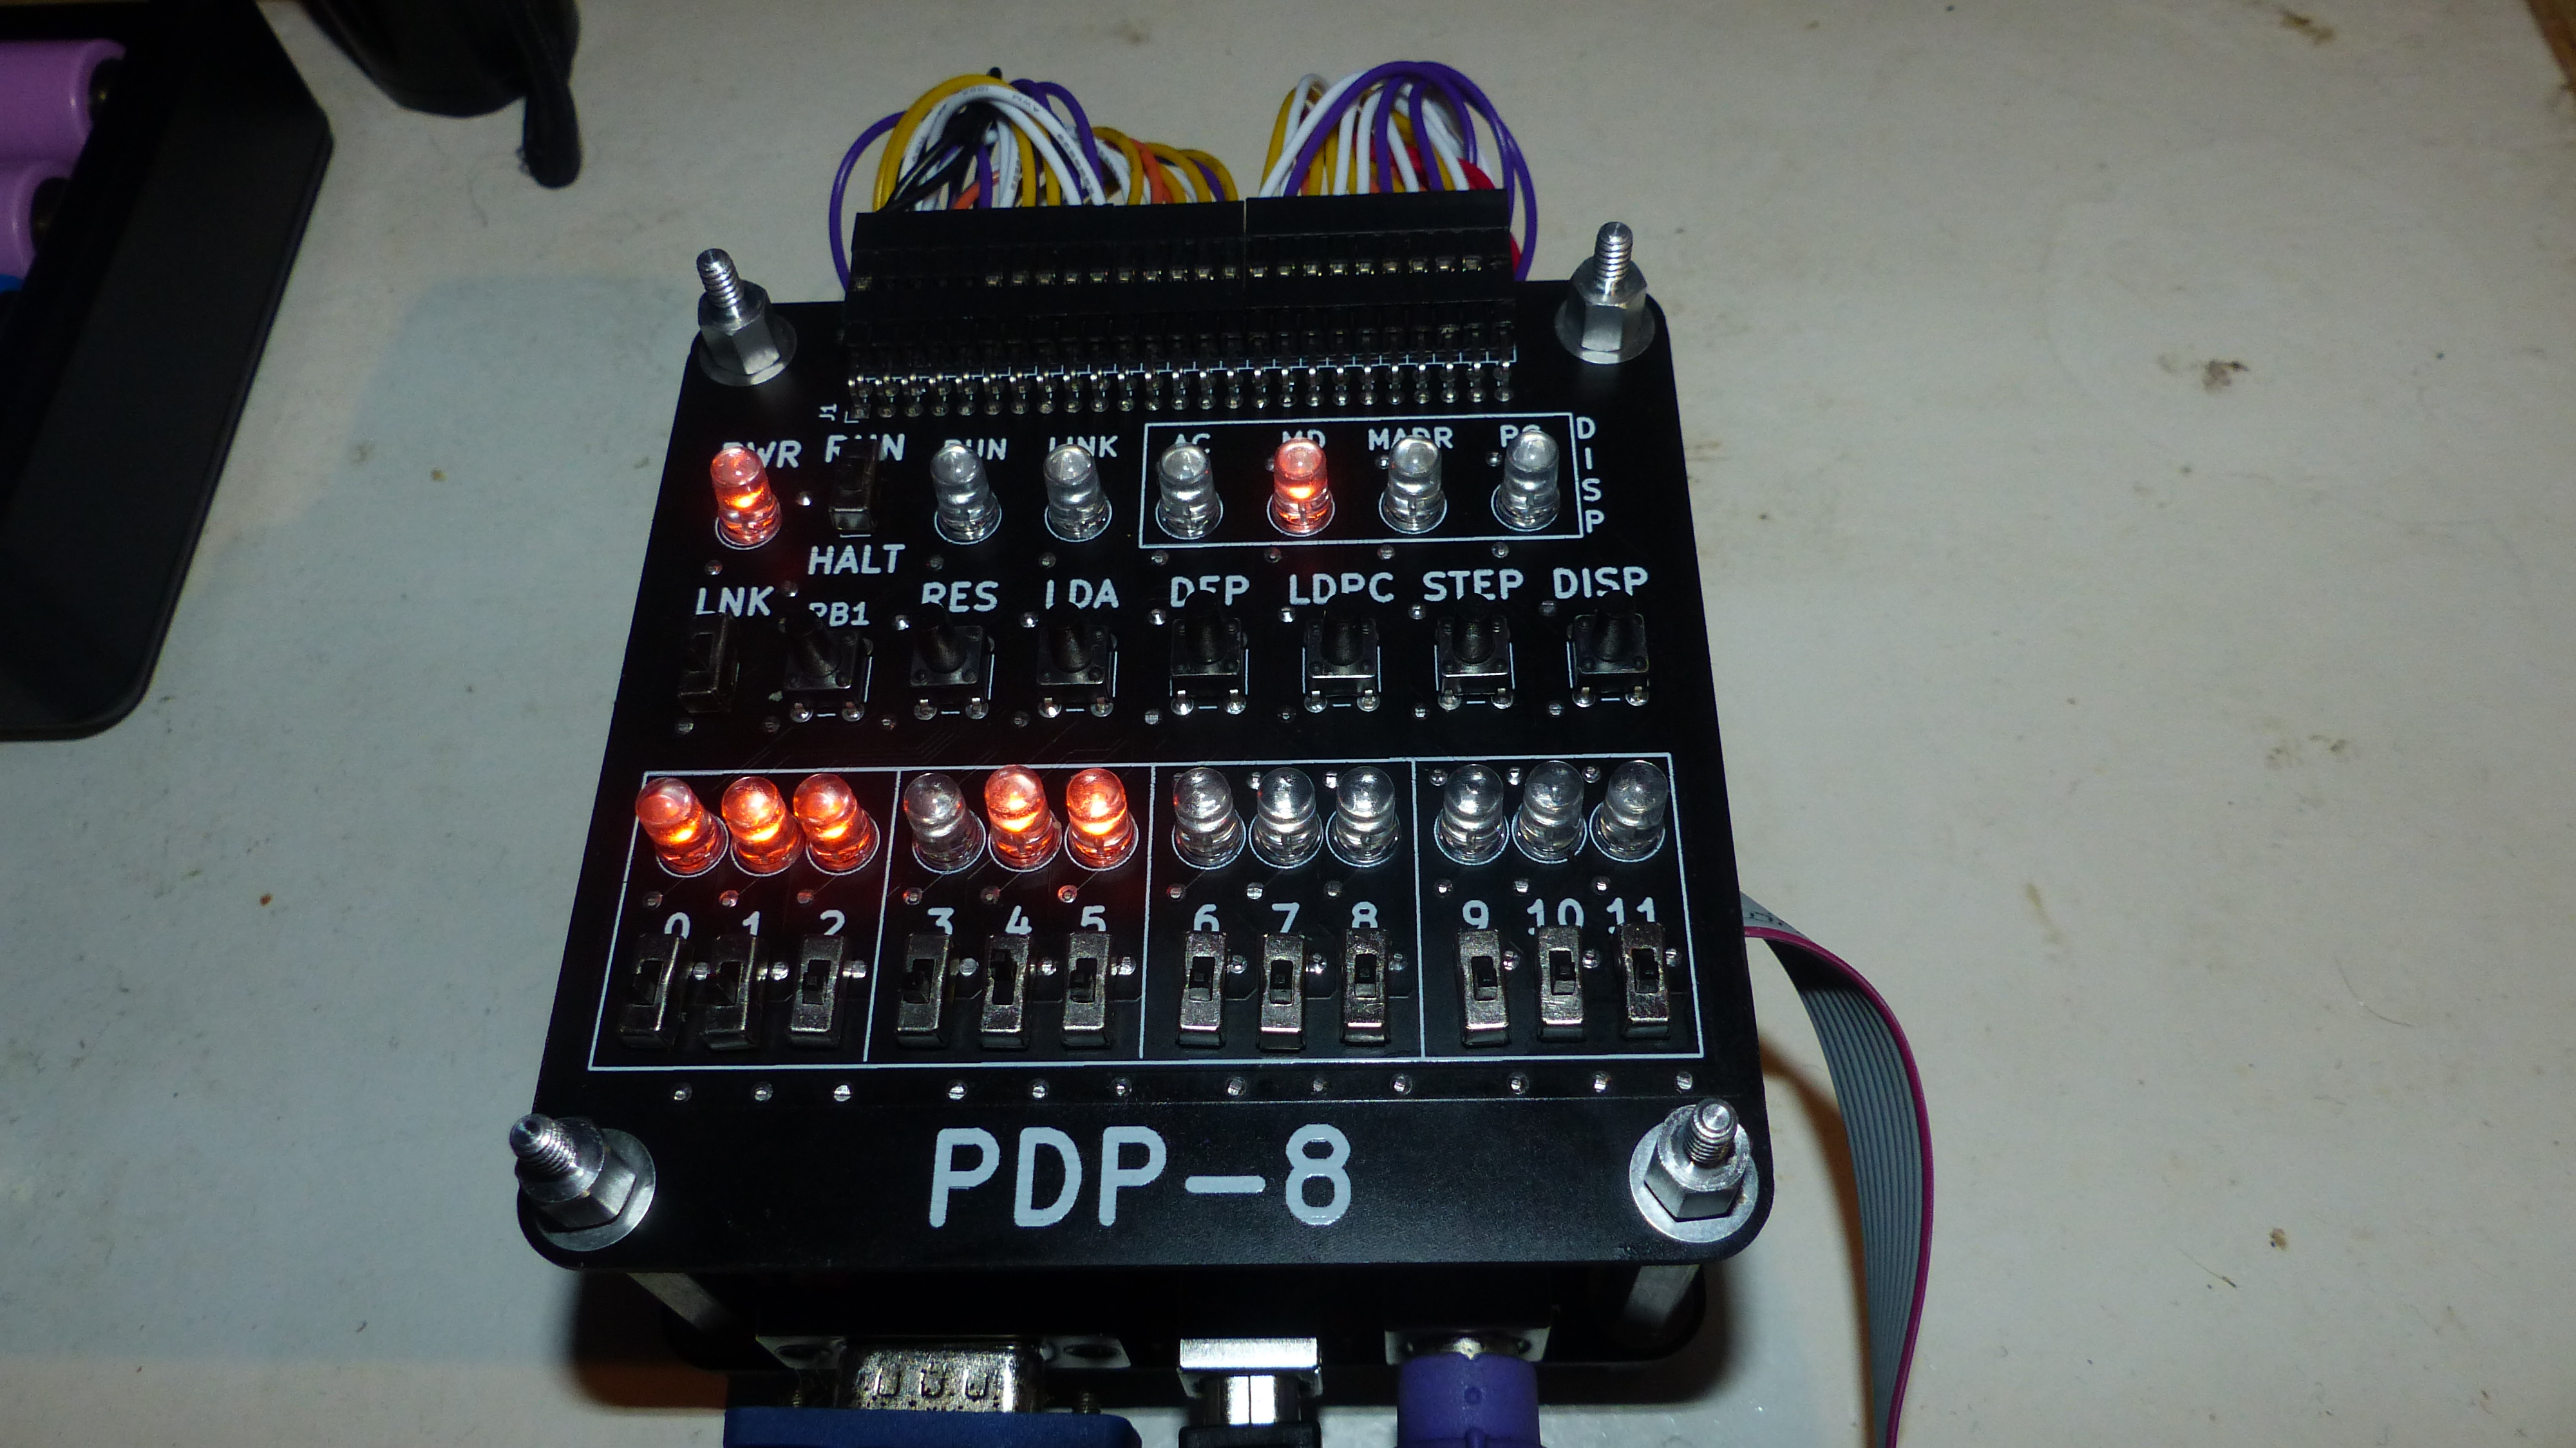 J1
PWR RUN RUN LINK AC MD MADR PC
DISP
HALT
LNK PB1 RES LDA DEP LDPC STEP DISP
0 1 2 3 4 5 6 7 8 9 10 11
PDP-8